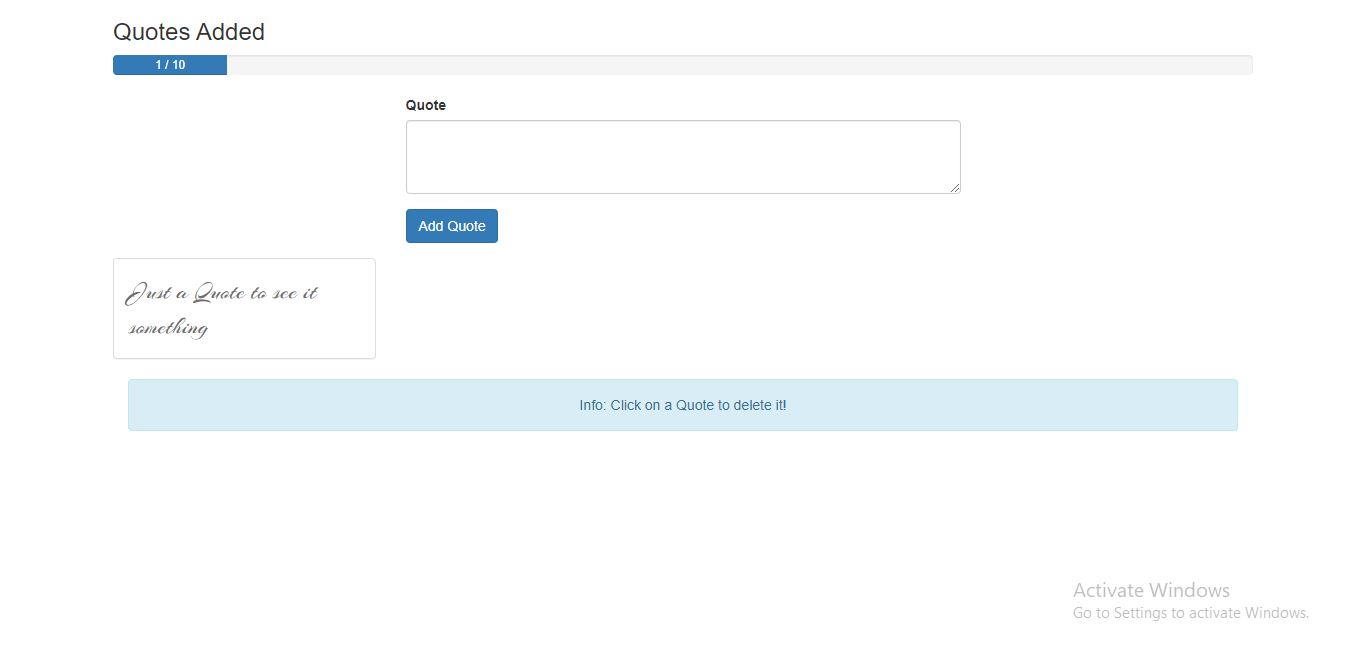 Quotes Added
1 / 10
Quote
Add Quote
Just a Quote to see it
something
Info: Click on a Quote to delete it!
Activate Windows
Go to Settings to activate Windows.